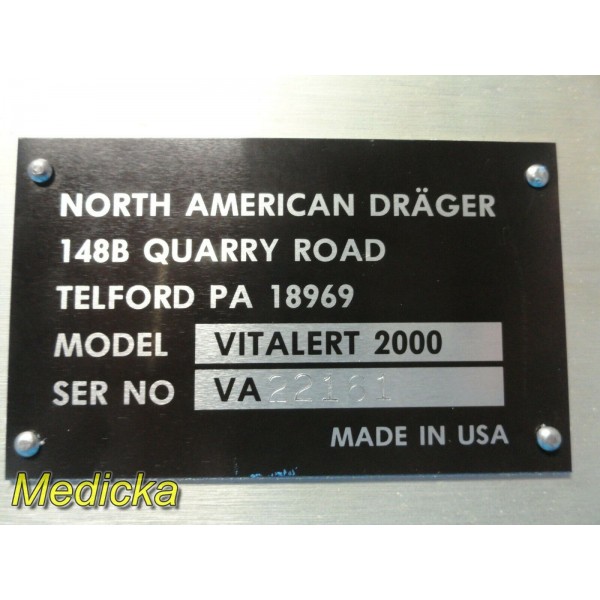 NORTH AMERICAN DRÄGER
148B QUARRY ROAD
TELFORD PA 18969
MODEL VITALERT 2000
SER NO VA 22161
MADE IN USA
Medicka